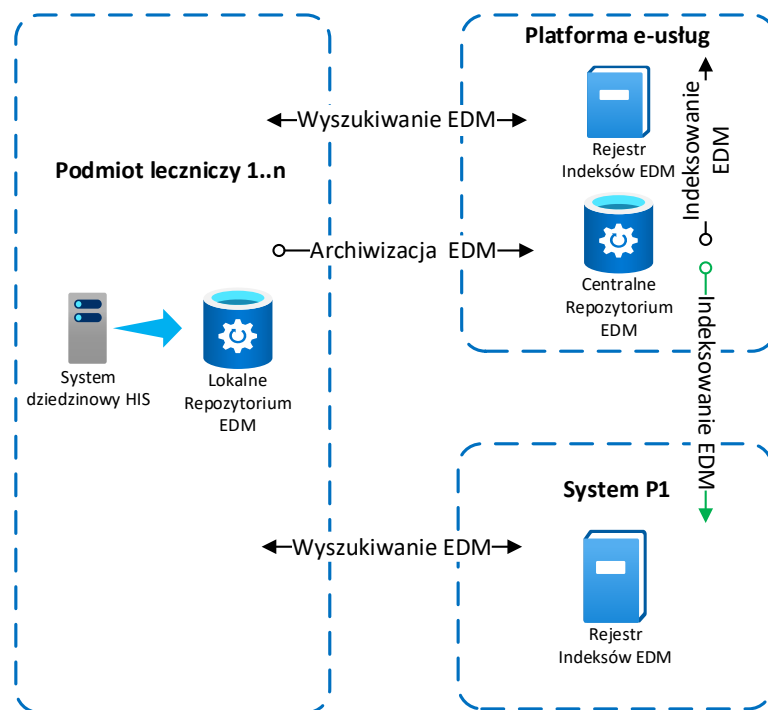 Platforma e-usług
Wyszukiwanie EDM
Rejestr
Indeksów EDM
Indeksowanie
EDM
Podmiot leczniczy 1..n
Archiwizacja EDM
Centralne
Repozytorium
EDM
System
dziedzinowy HIS
Lokalne
Repozytorium
EDM
Indeksowanie EDM
System P1
Wyszukiwanie EDM
Rejestr
Indeksów EDM